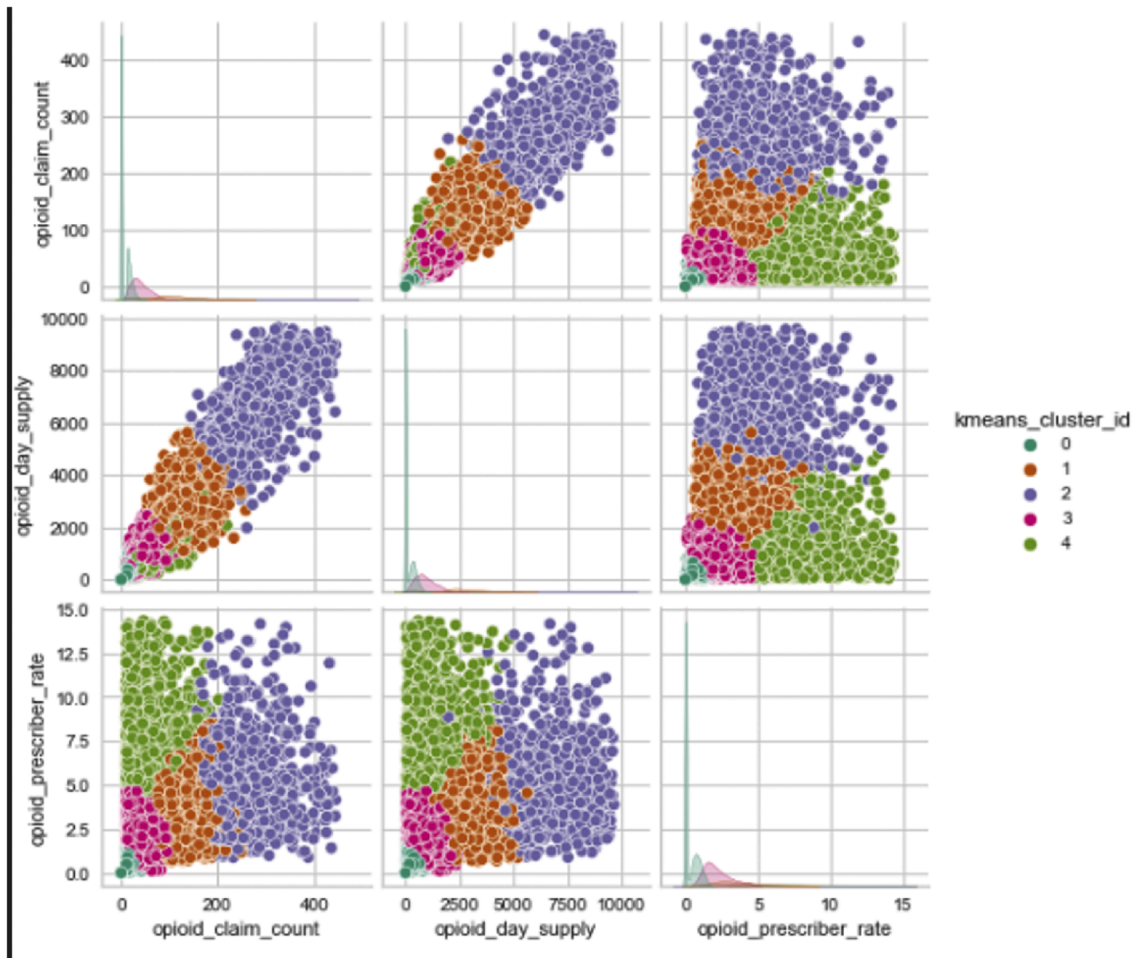 opioid_claim_count
400
300
200
100
0
opioid_day_supply
10000
8000
6000
4000
2000
0
kmeans_cluster_id
0
1
2
3
4
opioid_prescriber_rate
15.0
12.5
10.0
7.5
5.0
2.5
0.0
0 200 400
0 2500 5000 7500 10000
0 5 10 15
opioid_claim_count
opioid_day_supply
opioid_prescriber_rate